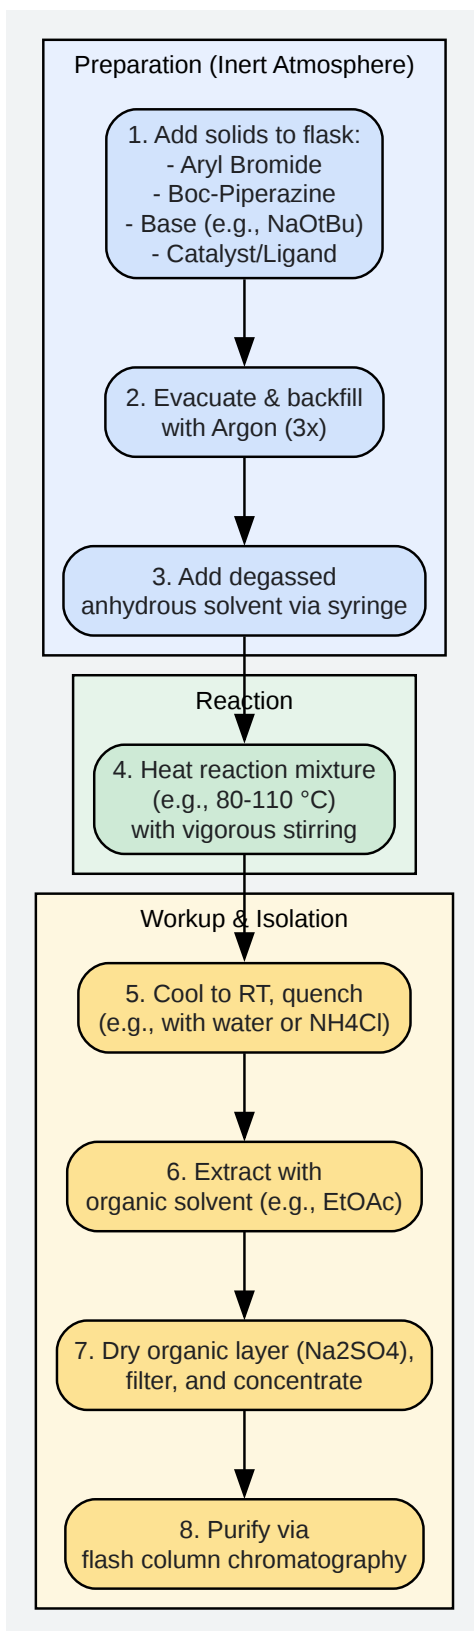 Preparation (Inert Atmosphere)
1. Add solids to flask:
- Aryl Bromide
- Boc-Piperazine
- Base (e.g., NaOtBu)
- Catalyst/Ligand
2. Evacuate & backfill
with Argon (3x)
3. Add degassed
anhydrous solvent via syringe
Reaction
4. Heat reaction mixture
(e.g., 80-110 °C)
with vigorous stirring
Workup & Isolation
5. Cool to RT, quench
(e.g., with water or NH4Cl)
6. Extract with
organic solvent (e.g., EtOAc)
7. Dry organic layer (Na2SO4),
filter, and concentrate
8. Purify via
flash column chromatography